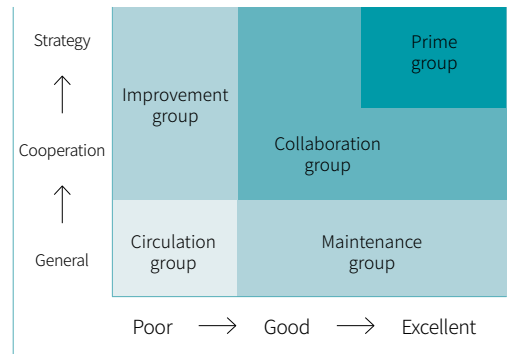 Strategy
Prime
group
Improvement
group
Cooperation
Collaboration
group
General
Circulation
group
Maintenance
group
Poor
Good
Excellent